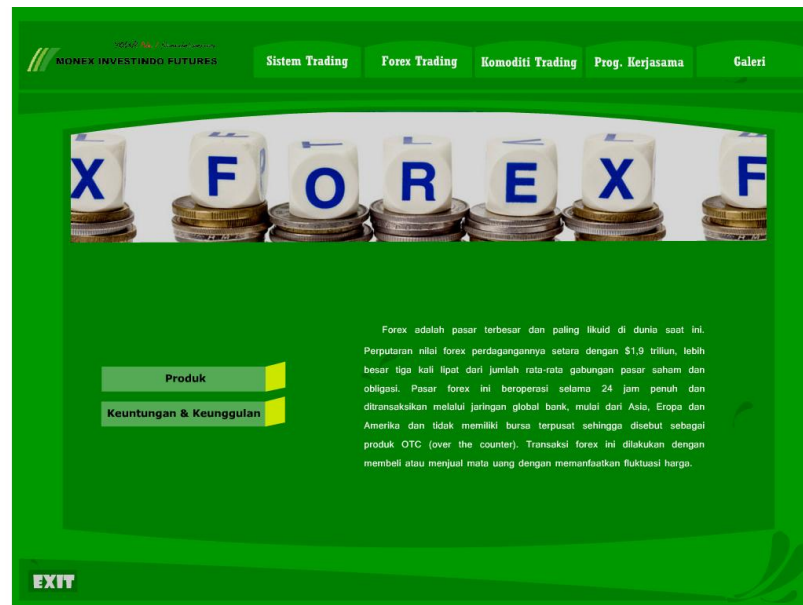 MONEX INVESTINDO FUTURES
Sistem Trading
Forex Trading
Komoditi Trading
Prog. Kerjasama
Galeri
X F O R E X F
Forex adalah pasar terbesar dan paling likuid di dunia saat ini.
Perputaran nilai forex perdagangannya setara dengan $1,9 triliun, lebih
besar tiga kali lipat dari jumlah rata-rata gabungan pasar saham dan
obligasi. Pasar forex ini beroperasi selama 24 jam penuh dan
ditransaksikan melalui jaringan global bank, mulai dari Asia, Eropa dan
Amerika dan tidak memiliki bursa terpusat sehingga disebut sebagai
produk OTC (over the counter). Transaksi forex ini dilakukan dengan
membeli atau menjual mata uang dengan memanfaatkan fluktuasi harga.
Produk
Keuntungan & Keunggulan
EXIT